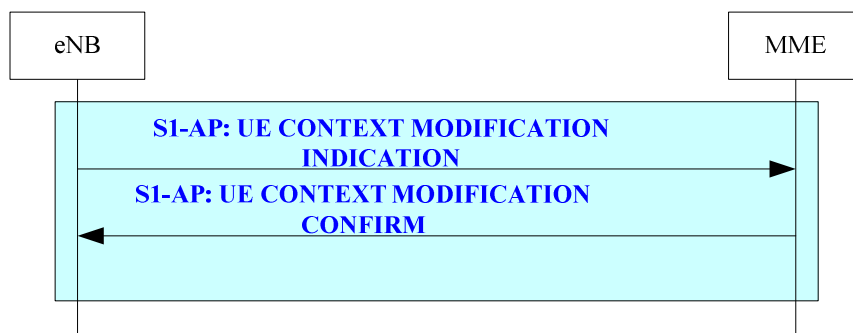 eNB
MME
S1-AP: UE CONTEXT MODIFICATION
INDICATION
S1-AP: UE CONTEXT MODIFICATION
CONFIRM